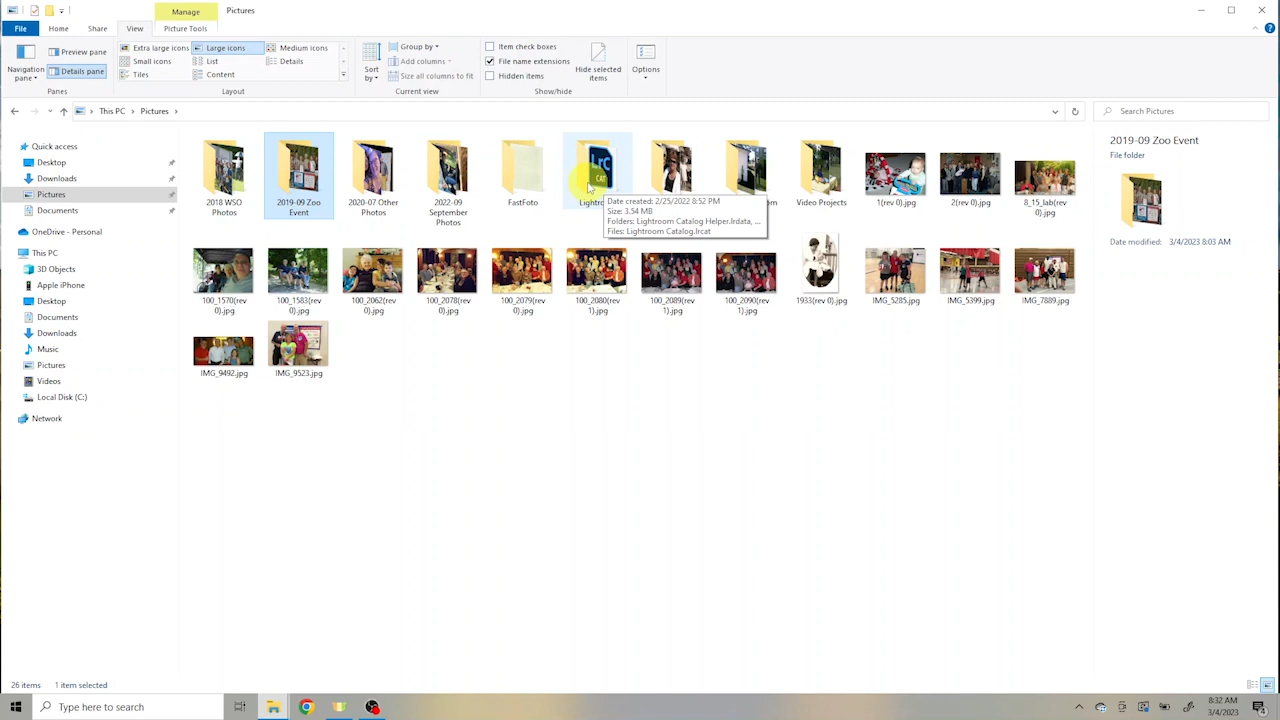 Manage
Pictures
File
Home
Share
View
Picture Tools
Navigation pane
Preview pane
Details pane
Panes
Extra large icons
Large icons
Medium icons
Small icons
List
Details
Tiles
Content
Layout
Sort by
Group by
Add columns
Size all columns to fit
Current view
Item check boxes
File name extensions
Hidden items
Hide selected items
Show/hide
Options
This PC > Pictures >
Search Pictures
Quick access
Desktop
Downloads
Pictures
Documents
OneDrive - Personal
This PC
3D Objects
Apple iPhone
Desktop
Documents
Downloads
Music
Pictures
Videos
Local Disk (C:)
Network
2018 WSO
Photos
2019-09 Zoo
Event
2020-07 Other
Photos
2022-09
September
Photos
FastFoto
LrC
CAT
Lightro
Date created: 2/25/2022 8:52 PM
Size: 3.54 MB
Folders: Lightroom Catalog Helper.lrdata, ...
Files: Lightroom Catalog.lrcat
Video Projects
1(rev 0).jpg
2(rev 0).jpg
8_15_lab(rev
0).jpg
100_1570(rev
0).jpg
100_1583(rev
0).jpg
100_2062(rev
0).jpg
100_2078(rev
0).jpg
100_2079(rev
0).jpg
100_2080(rev
1).jpg
100_2089(rev
1).jpg
100_2090(rev
1).jpg
1933(rev 0).jpg
IMG_5285.jpg
IMG_5399.jpg
IMG_7889.jpg
IMG_9492.jpg
IMG_9523.jpg
2019-09 Zoo Event
File folder
Date modified: 3/4/2023 8:03 AM
26 items 1 item selected
Type here to search
8:32 AM
3/4/2023